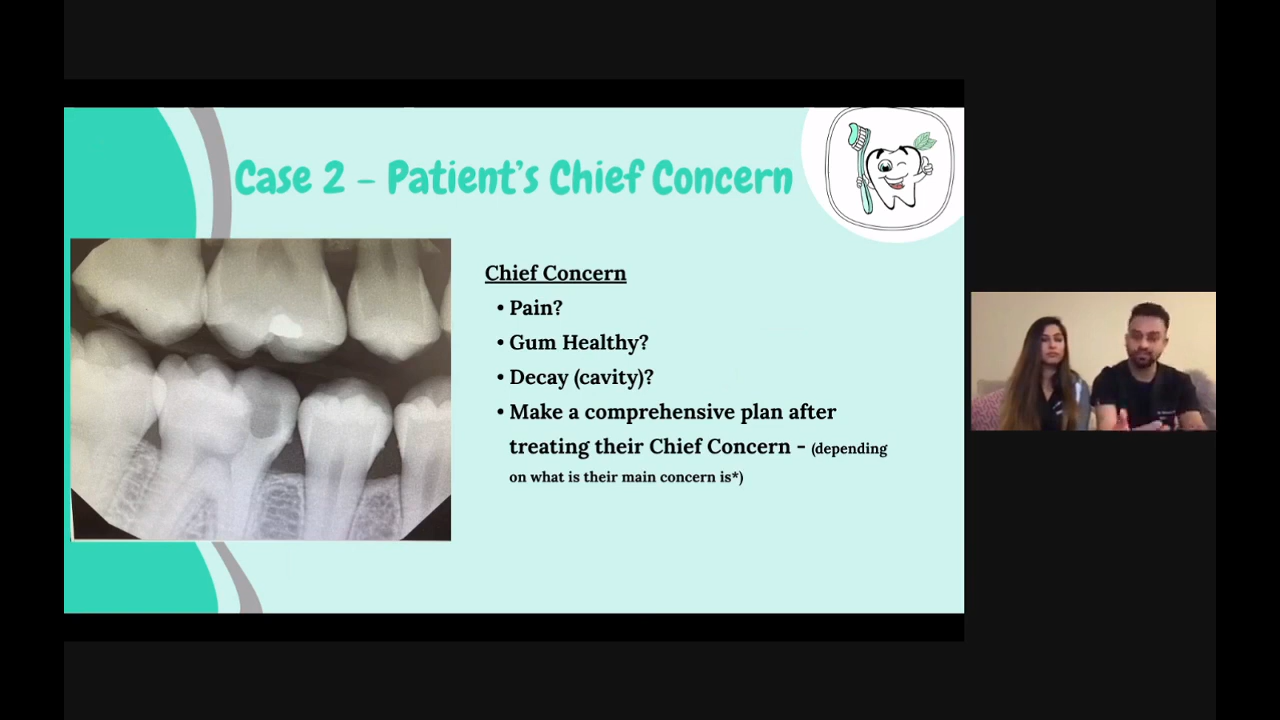 Case 2 - Patient's Chief Concern
Chief Concern
• Pain?
• Gum Healthy?
• Decay (cavity)?
• Make a comprehensive plan after
treating their Chief Concern - (depending
on what is their main concern is*)